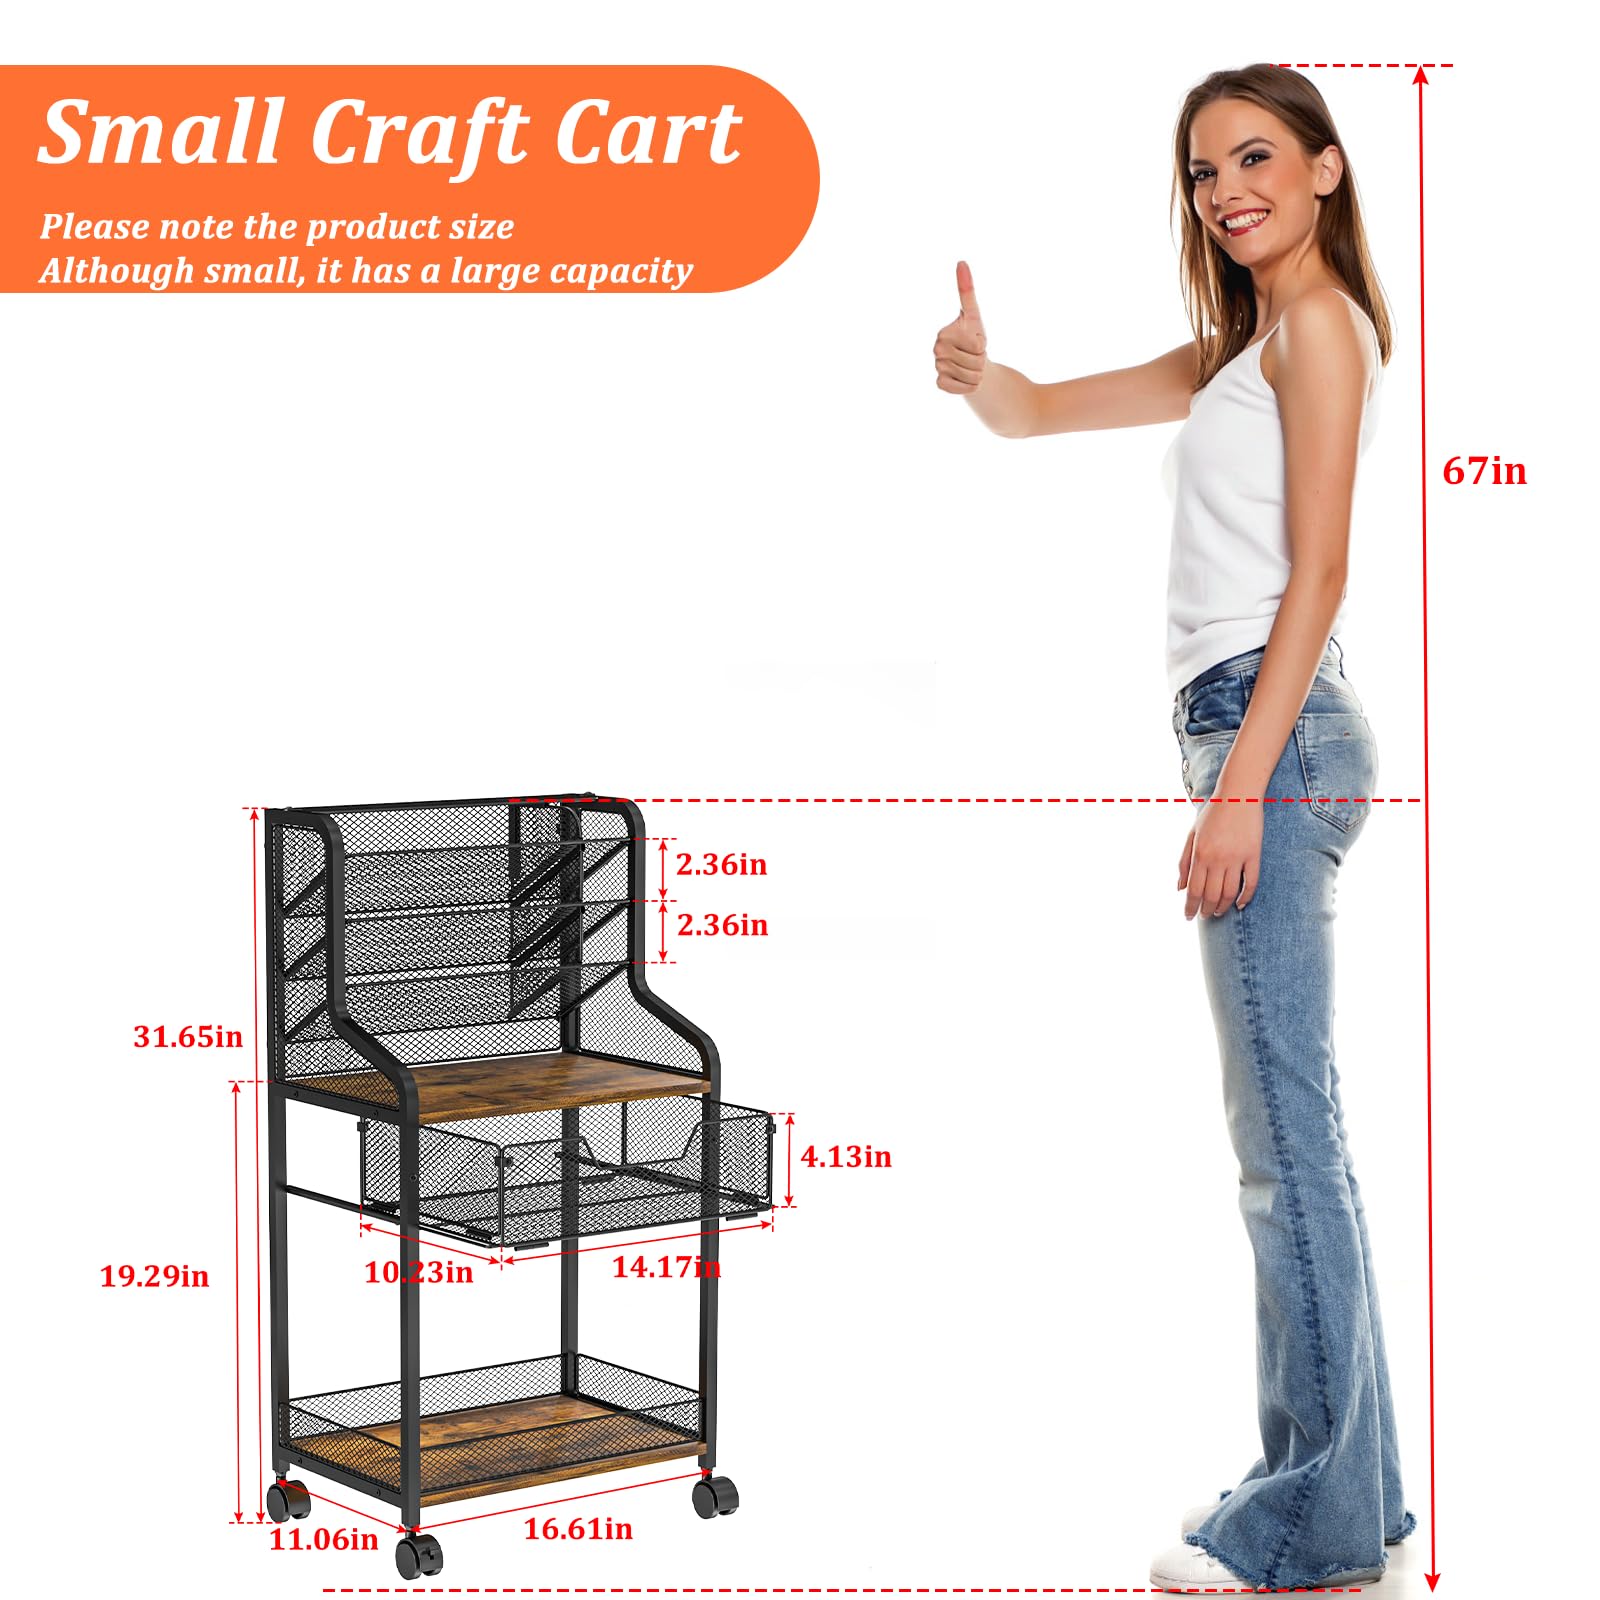 Small Craft Cart
Please note the product size
Although small, it has a large capacity
67in
2.36in
2.36in
31.65in
4.13in
19.29in
10.23in
14.17in
11.06in
16.61in